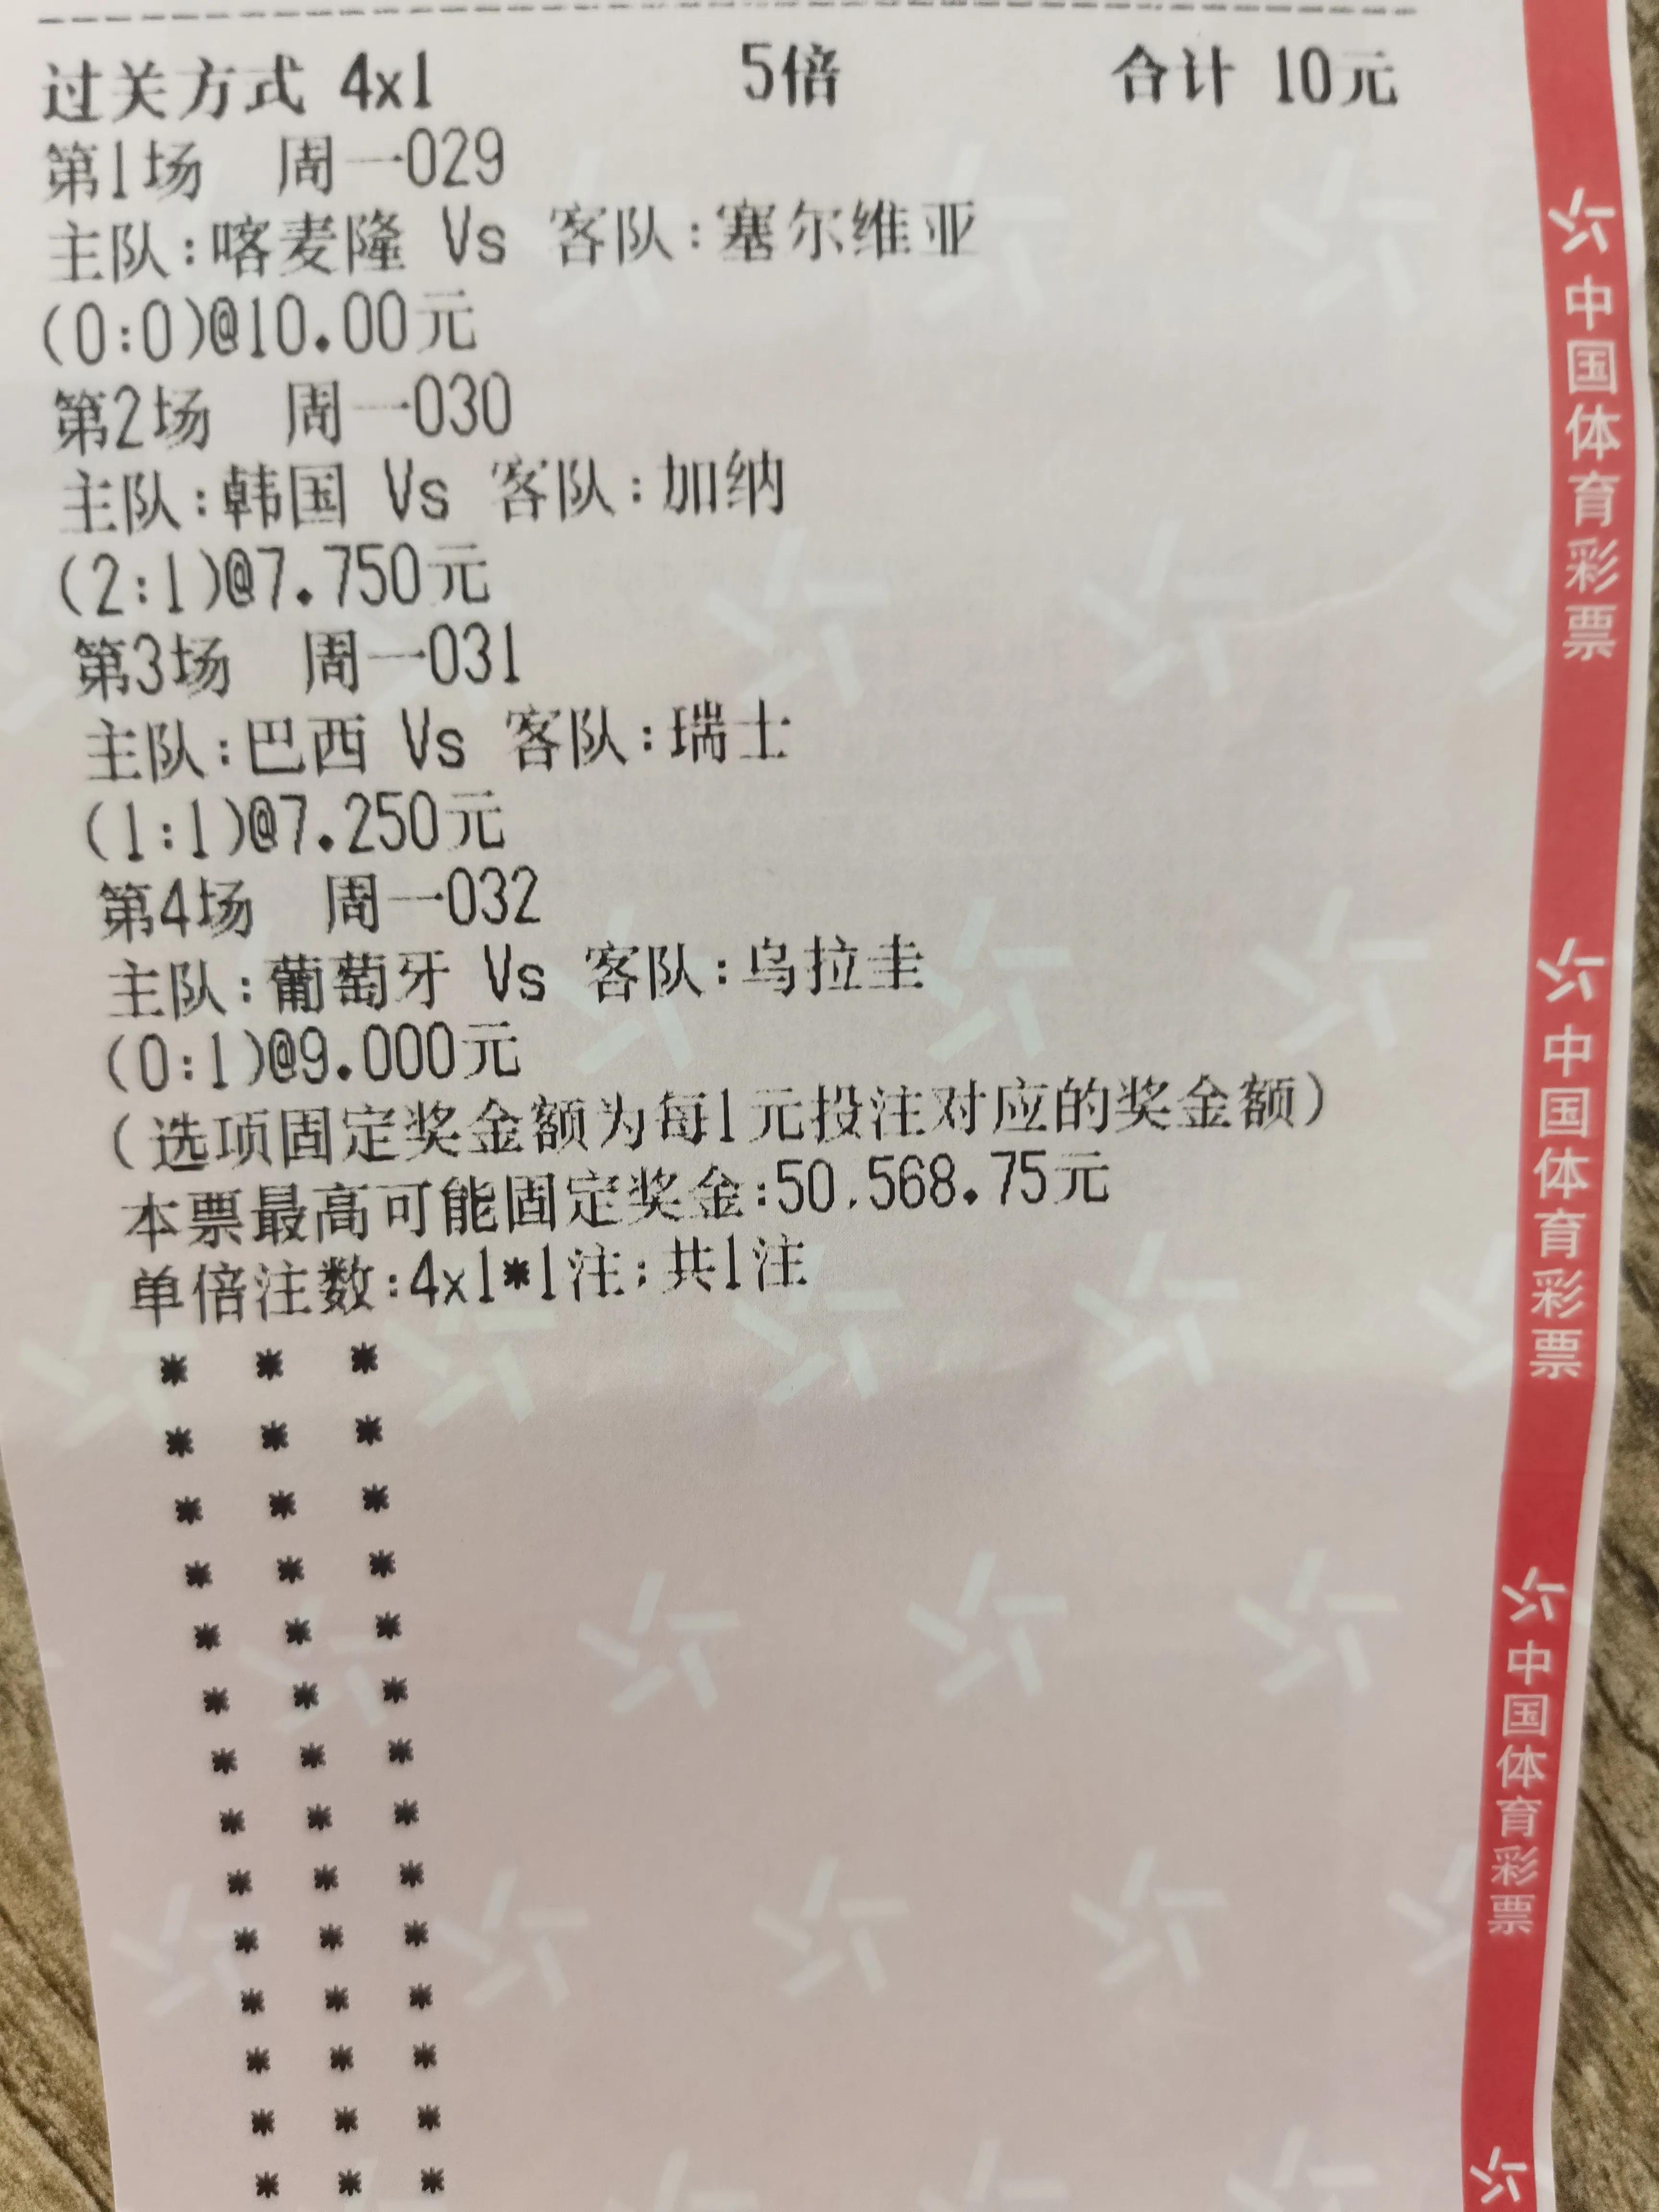 过关方式 4x1 5倍 合计 10元
第1场 周一029
主队:喀麦隆 Vs 客队:塞尔维亚
(0:0)@10.00元
第2场 周一030
主队:韩国 Vs 客队:加纳
(2:1)@7.750元
第3场 周一031
主队:巴西 Vs 客队:瑞士
(1:1)@7.250元
第4场 周一032
主队:葡萄牙 Vs 客队:乌拉圭
(0:1)@9.000元
(选项固定奖金额为每1元投注对应的奖金额)
本票最高可能固定奖金:50,568.75元
单倍注数:4x1*1注;共1注
* * *
* * *
* * *
* * *
* * *
* * *
* * *
* * *
* * *
* * *
* * *
* * *
* * *
* * *
中国体育彩票
中国体育彩票
中国体育彩票